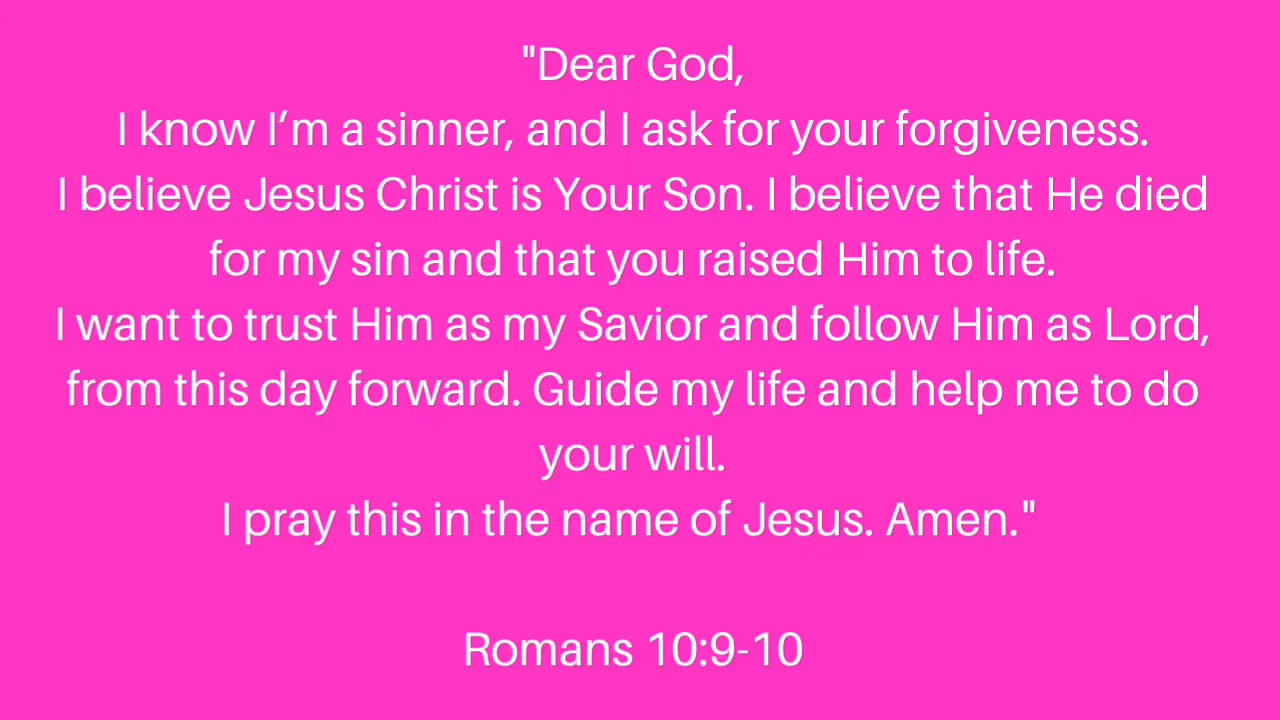 "Dear God,
I know I’m a sinner, and I ask for your forgiveness.
I believe Jesus Christ is Your Son. I believe that He died
for my sin and that you raised Him to life.
I want to trust Him as my Savior and follow Him as Lord,
from this day forward. Guide my life and help me to do
your will.
I pray this in the name of Jesus. Amen."
Romans 10:9-10